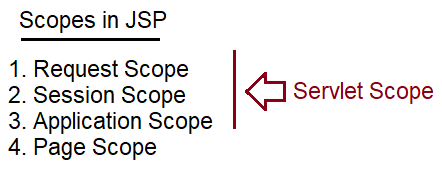 Scopes in JSP
1. Request Scope
2. Session Scope
3. Application Scope
4. Page Scope
Servlet Scope